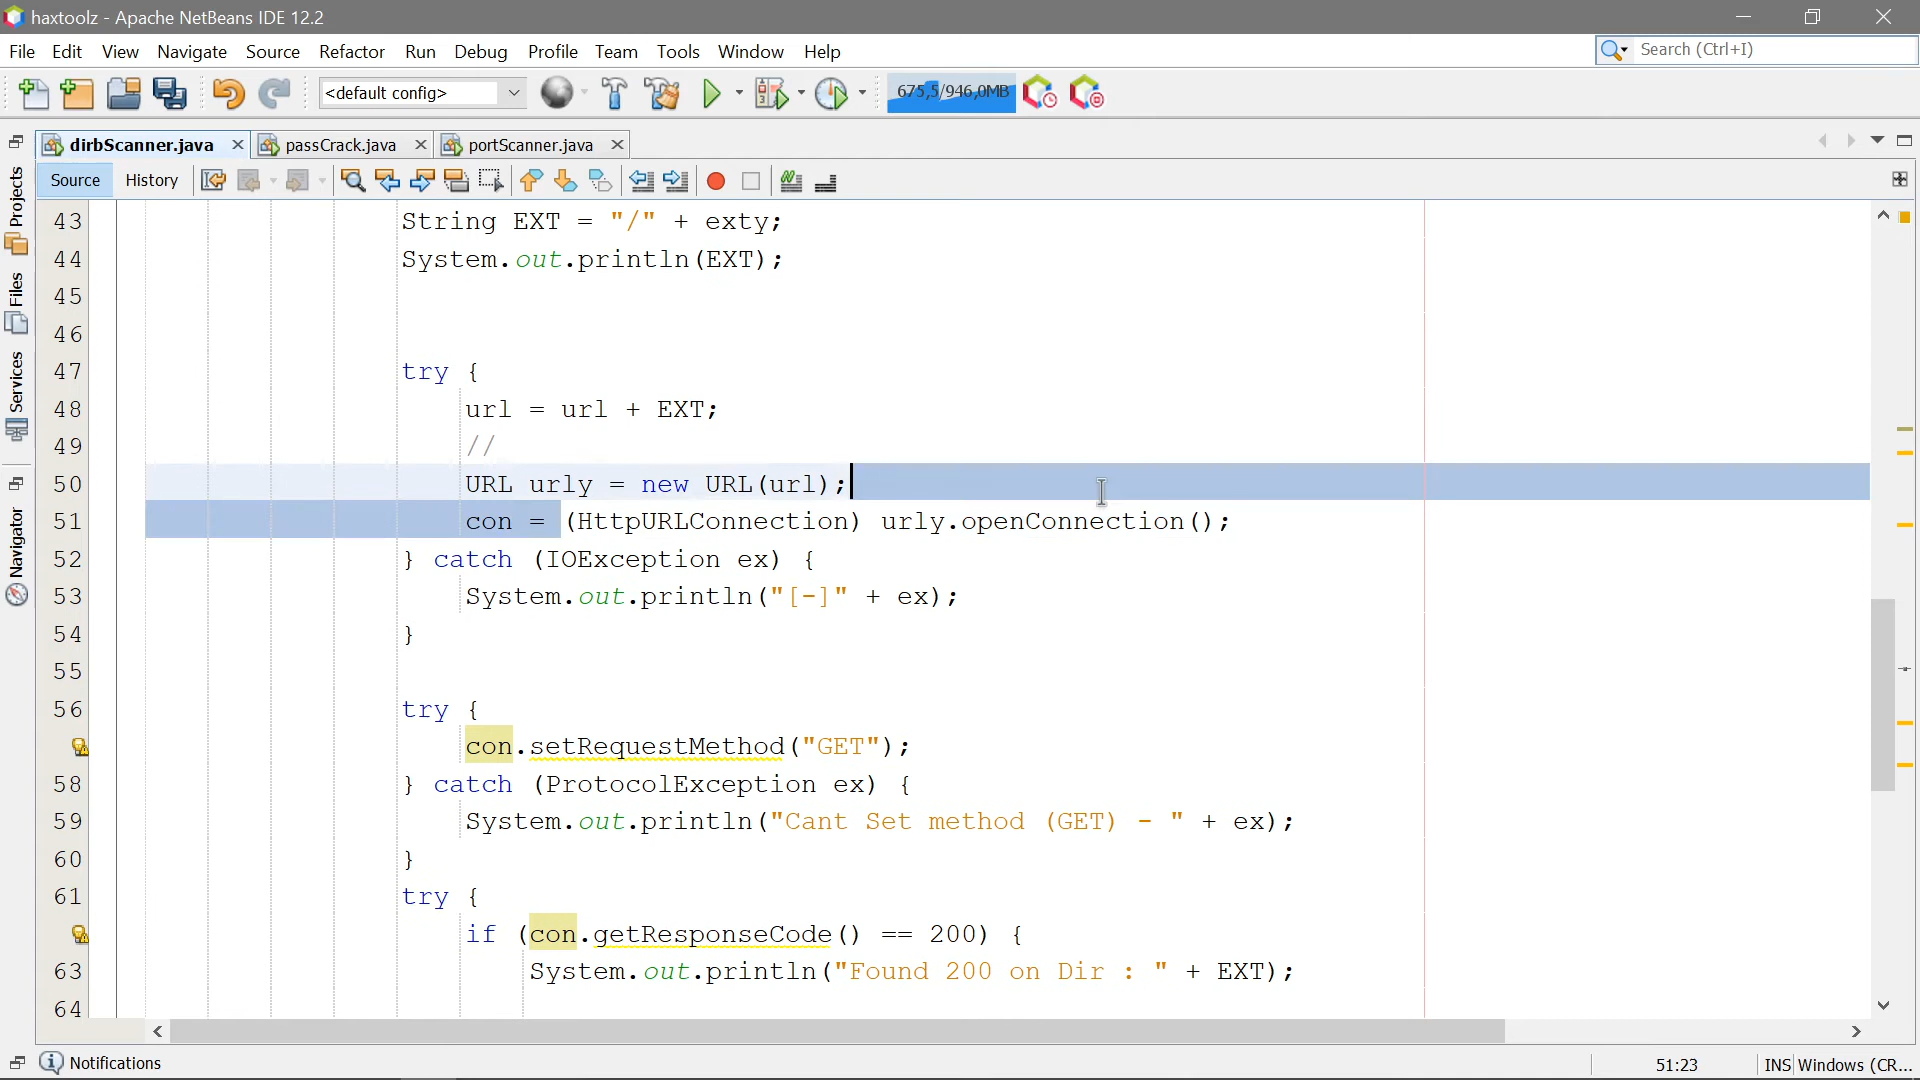 haxtoolz - Apache NetBeans IDE 12.2
File Edit View Navigate Source Refactor Run Debug Profile Team Tools Window Help
Search (Ctrl+I)
<default config>
675,5/946,0MB
dirbScanner.java
passCrack.java
portScanner.java
Source
History
Projects
Files
Services
Navigator
43 String EXT = "/" + exty;
44 System.out.println(EXT);
45
46
47 try {
48 url = url + EXT;
49 //
50 URL urly = new URL(url);
51 con = (HttpURLConnection) urly.openConnection();
52 } catch (IOException ex) {
53 System.out.println("[-]" + ex);
54 }
55
56 try {
con.setRequestMethod("GET");
58 } catch (ProtocolException ex) {
59 System.out.println("Cant Set method (GET) - " + ex);
60 }
61 try {
if (con.getResponseCode() == 200) {
63 System.out.println("Found 200 on Dir : " + EXT);
64
Notifications
51:23
INS
Windows (CR...